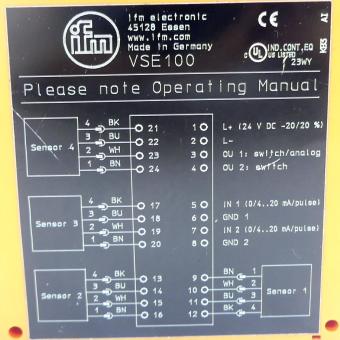 ifm
ifm electronic
45128 Essen
www.ifm.com
Made in Germany
VSE100
CE
UL
C US LISTED
IND.CONT.EQ
23WY
KB3 AI
Please note Operating Manual
Sensor 4
4 BK 21
3 BU 22
2 WH 23
1 BN 24
1 L+ (24 V DC -20/20 %)
2 L-
3 OU 1: switch/analog
4 OU 2: switch
Sensor 3
4 BK 17
3 BU 18
2 WH 19
1 BN 20
5 IN 1 (0/4..20 mA/pulse)
6 GND 1
7 IN 2 (0/4..20 mA/pulse)
8 GND 2
Sensor 2
4 BK 13
3 BU 14
2 WH 15
1 BN 16
9 BN 1
10 WH 2
11 BU 3
12 BK 4
Sensor 1